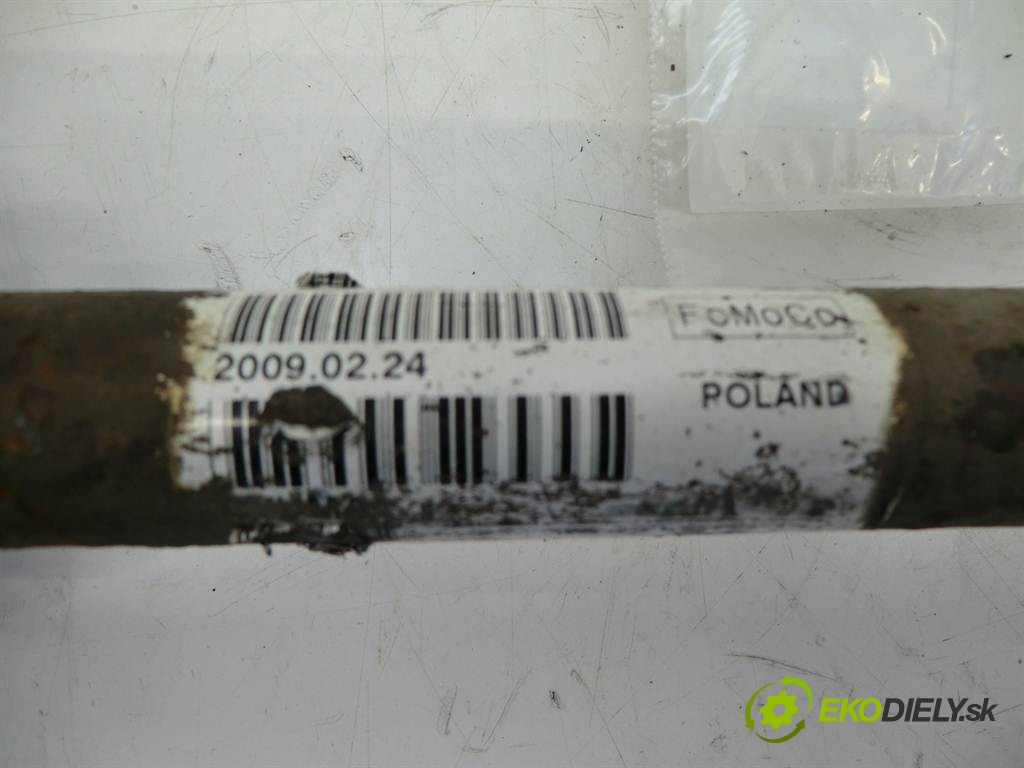 FoMoCo
2009.02.24
POLAND
EKODIELY.sk